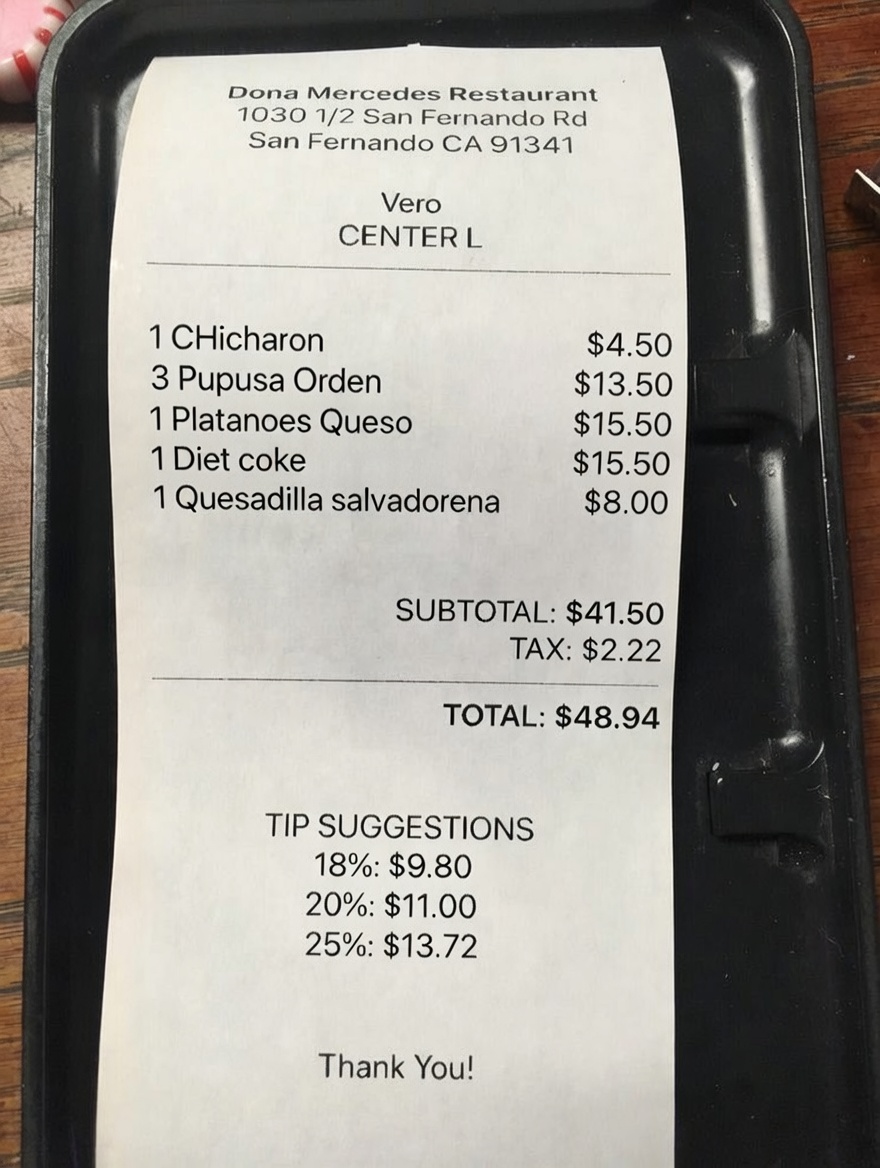 Dona Mercedes Restaurant
1030 1/2 San Fernando Rd
San Fernando CA 91341
Vero
CENTER L
1 CHicharon $4.50
3 Pupusa Orden $13.50
1 Platanoes Queso $15.50
1 Diet coke $15.50
1 Quesadilla salvadorena $8.00
SUBTOTAL: $41.50
TAX: $2.22
TOTAL: $48.94
TIP SUGGESTIONS
18%: $9.80
20%: $11.00
25%: $13.72
Thank You!